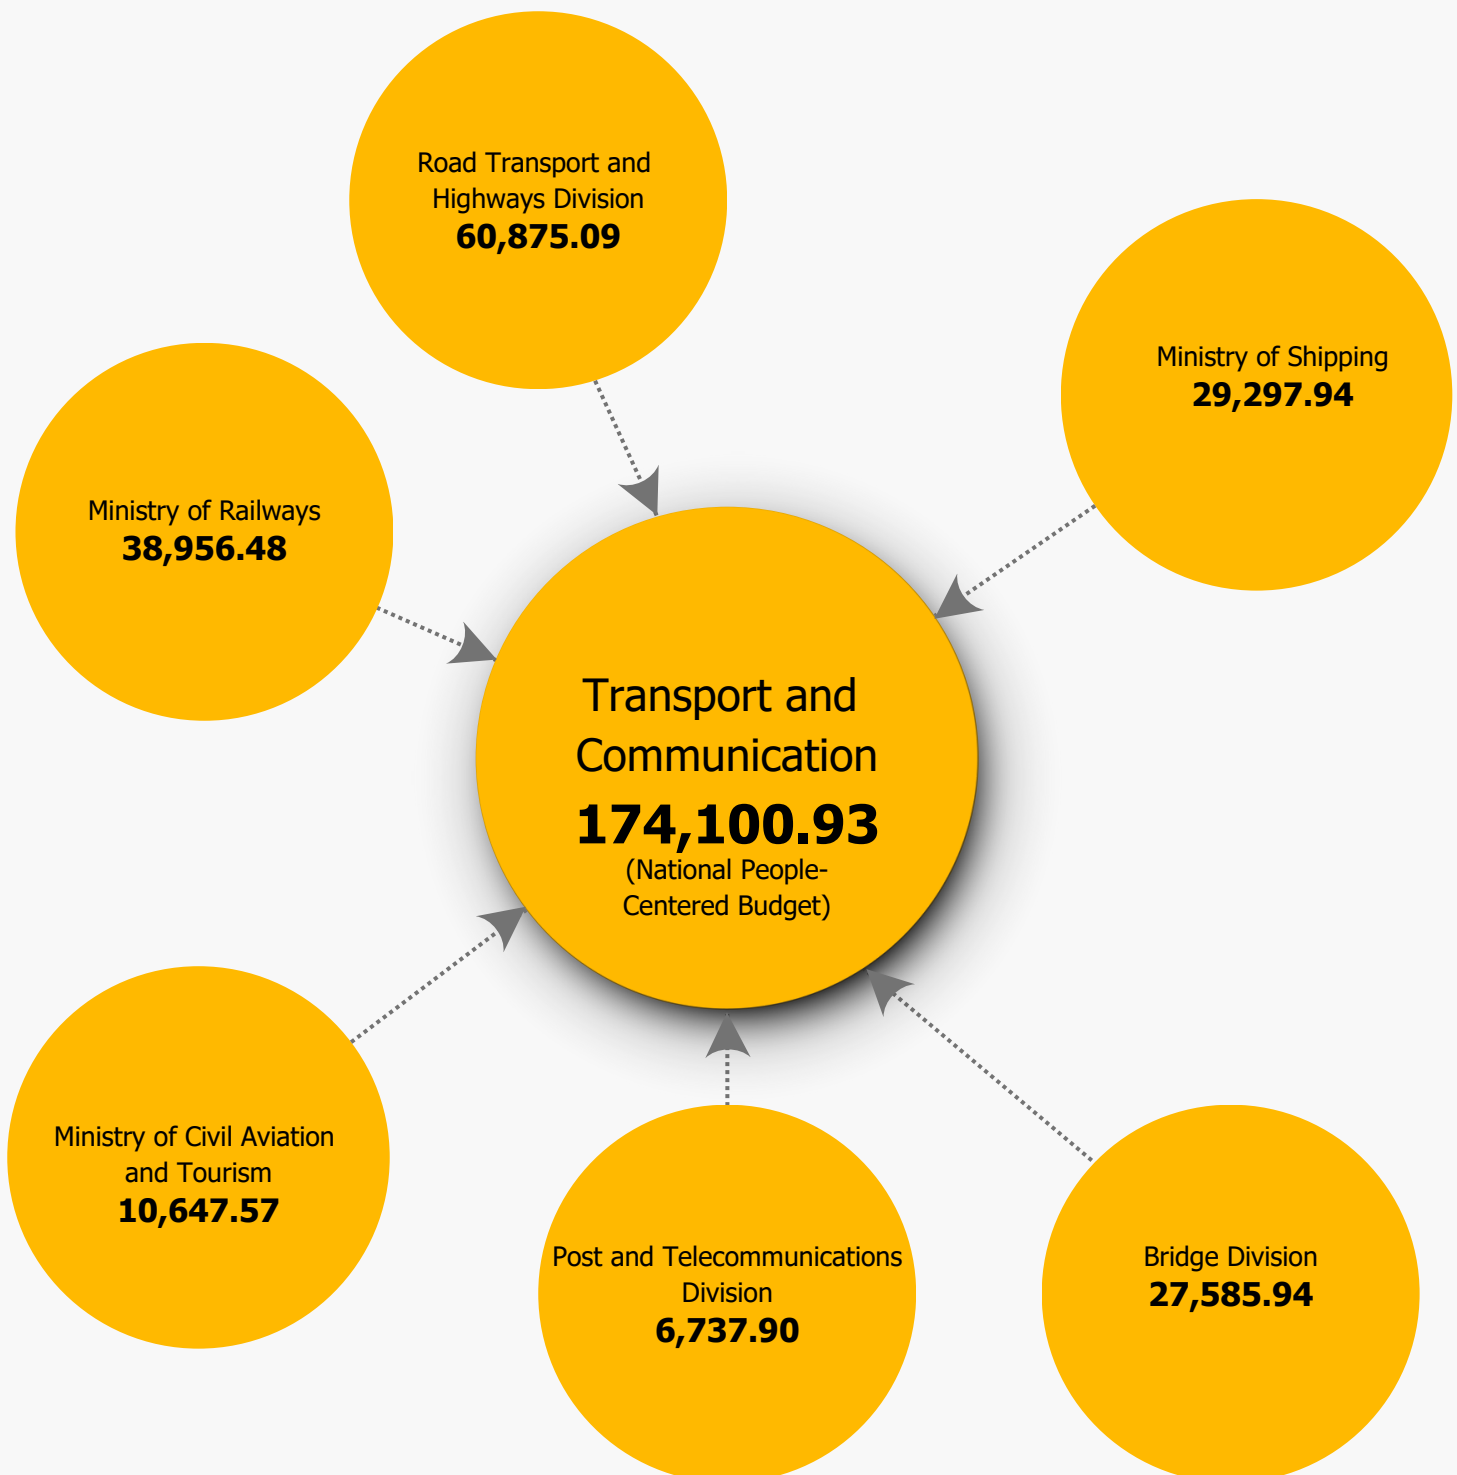 Road Transport and
Highways Division
60,875.09
Ministry of Shipping
29,297.94
Ministry of Railways
38,956.48
Transport and
Communication
174,100.93
(National People-
Centered Budget)
Ministry of Civil Aviation
and Tourism
10,647.57
Post and Telecommunications
Division
6,737.90
Bridge Division
27,585.94